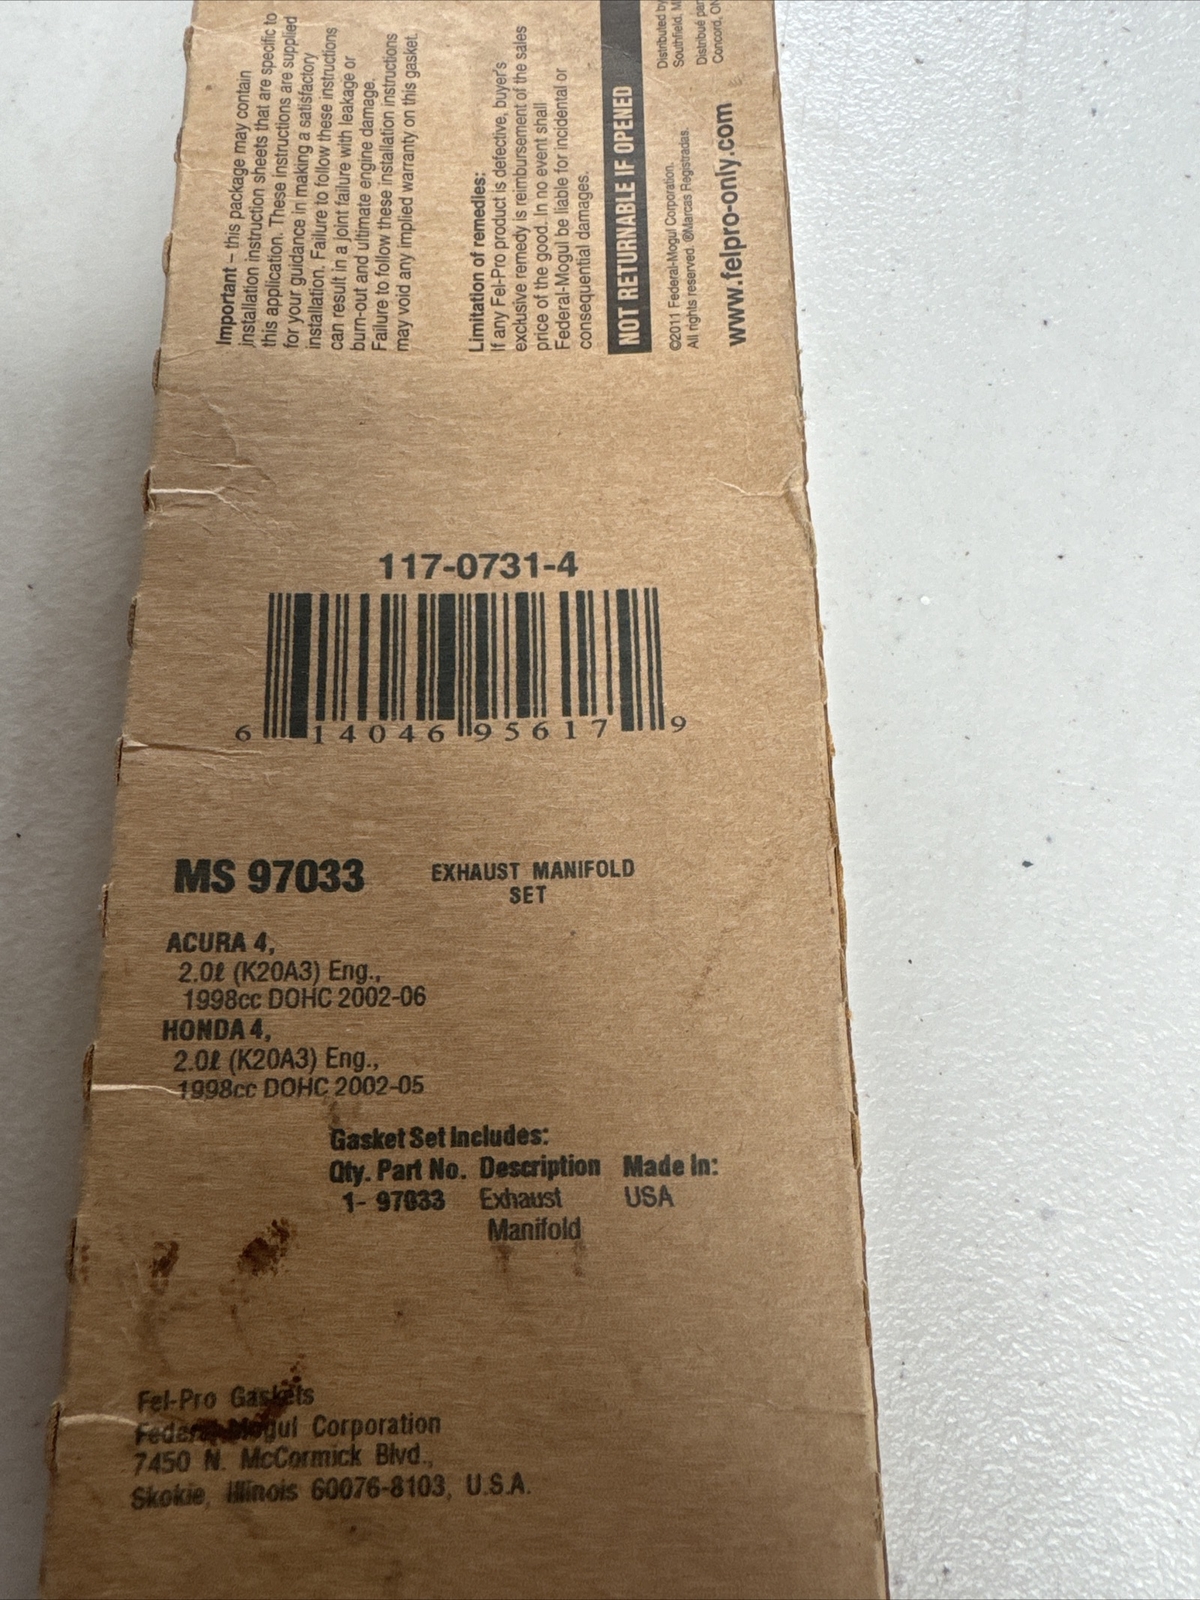 Important – this package may contain
installation instruction sheets that are specific to
this application. These instructions are supplied
for your guidance in making a satisfactory
installation. Failure to follow these instructions
can result in a joint failure with leakage or
burn-out and ultimate engine damage.
Failure to follow these installation instructions
may void any implied warranty on this gasket.
Limitation of remedies:
If any Fel-Pro product is defective, buyer's
exclusive remedy is reimbursement of the sales
price of the good. In no event shall
Federal-Mogul be liable for incidental or
consequential damages.
NOT RETURNABLE IF OPENED
©2011 Federal-Mogul Corporation.
All rights reserved. ®Marcas Registradas.
www.felpro-only.com
Distributed by
Southfield,
Distribué par
Concord,
117-0731-4
6 14046 95617 9
MS 97033 EXHAUST MANIFOLD
SET
ACURA 4,
2.0ℓ (K20A3) Eng.,
1998cc DOHC 2002-06
HONDA 4,
2.0ℓ (K20A3) Eng.,
1998cc DOHC 2002-05
Gasket Set Includes:
Qty. Part No. Description Made In:
1- 97033 Exhaust USA
Manifold
Fel-Pro Gaskets
Federal Mogul Corporation
7450 N. McCormick Blvd.,
Skokie, Illinois 60076-8103, U.S.A.